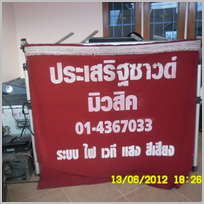 ประเสริฐซาวด์
มิวสิค
01-4367033
ระบบ ไฟ เวที แสง สีเสียง
13/06/2012 18:26